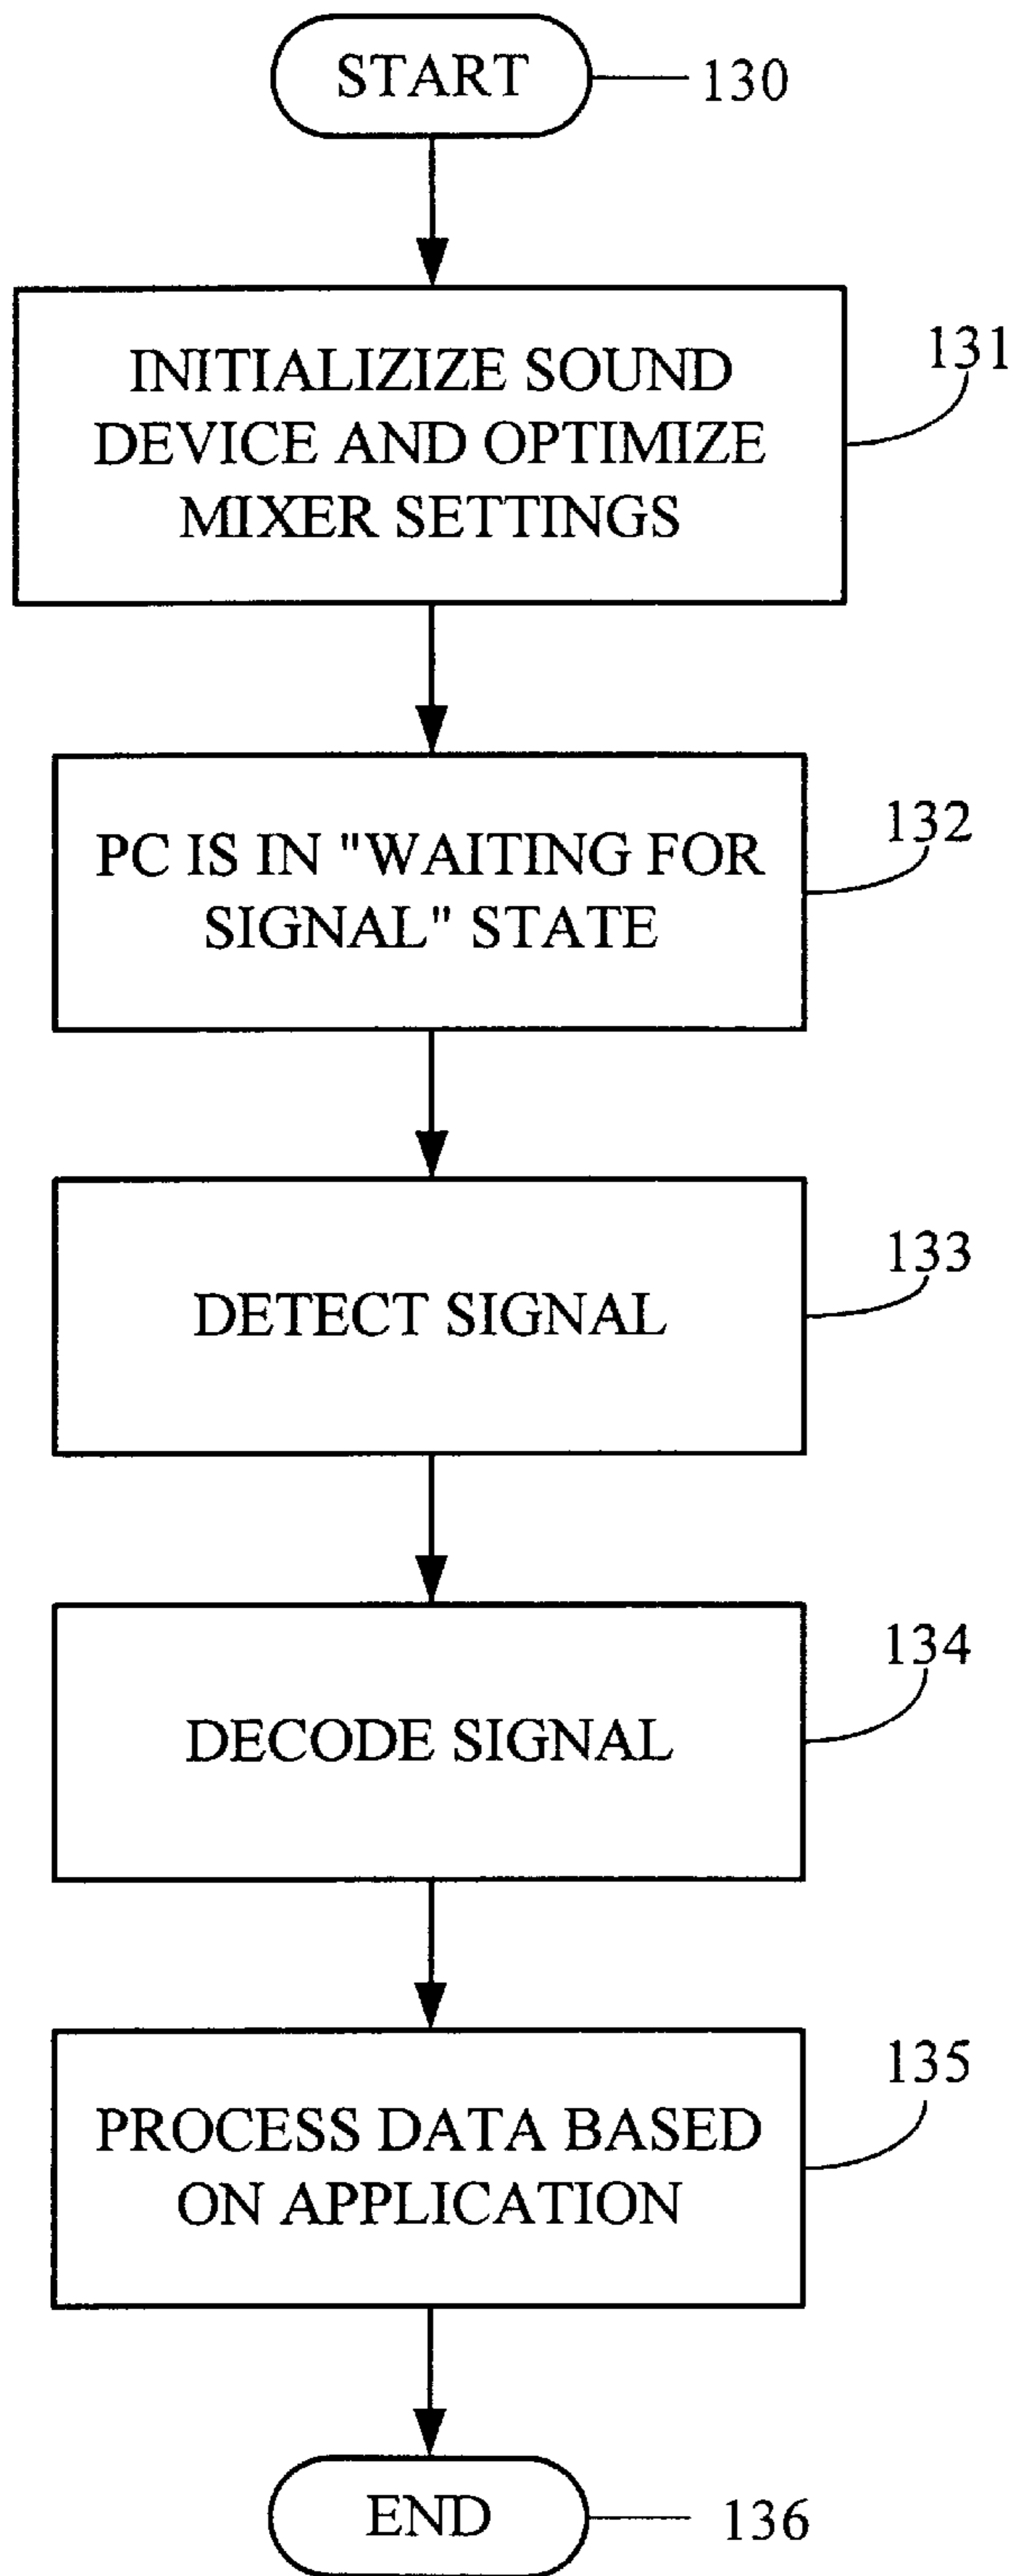 START
130
INITIALIZIZE SOUND
DEVICE AND OPTIMIZE
MIXER SETTINGS
131
PC IS IN "WAITING FOR
SIGNAL" STATE
132
DETECT SIGNAL
133
DECODE SIGNAL
134
PROCESS DATA BASED
ON APPLICATION
135
END
136